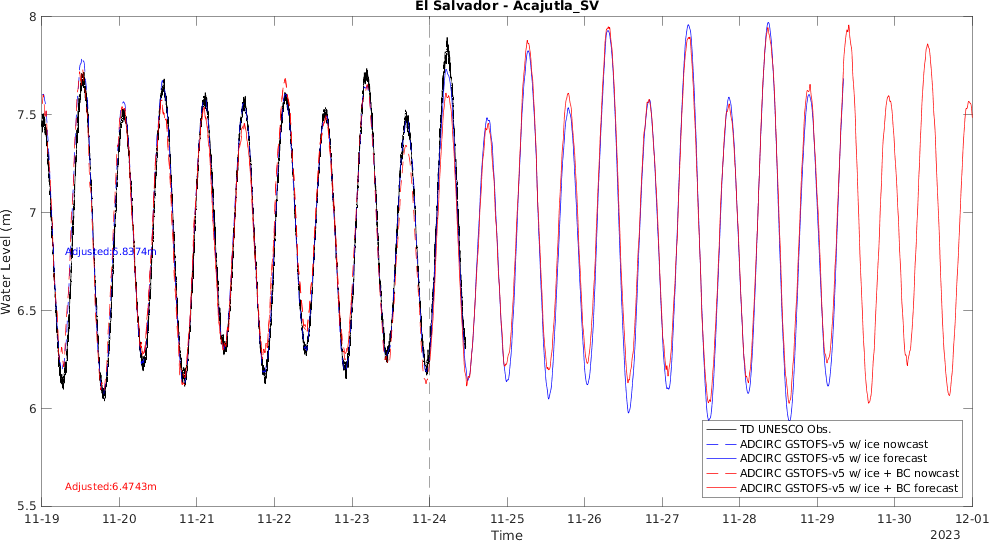 El Salvador - Acajutla_SV
8
7.5
7
6.5
6
5.5
Water Level (m)
Adjusted:5.8374m
Adjusted:6.4743m
TD UNESCO Obs.
ADCIRC GSTOFS-v5 w/ ice nowcast
ADCIRC GSTOFS-v5 w/ ice forecast
ADCIRC GSTOFS-v5 w/ ice + BC nowcast
ADCIRC GSTOFS-v5 w/ ice + BC forecast
11-19 11-20 11-21 11-22 11-23 11-24 11-25 11-26 11-27 11-28 11-29 11-30 12-01
Time
2023